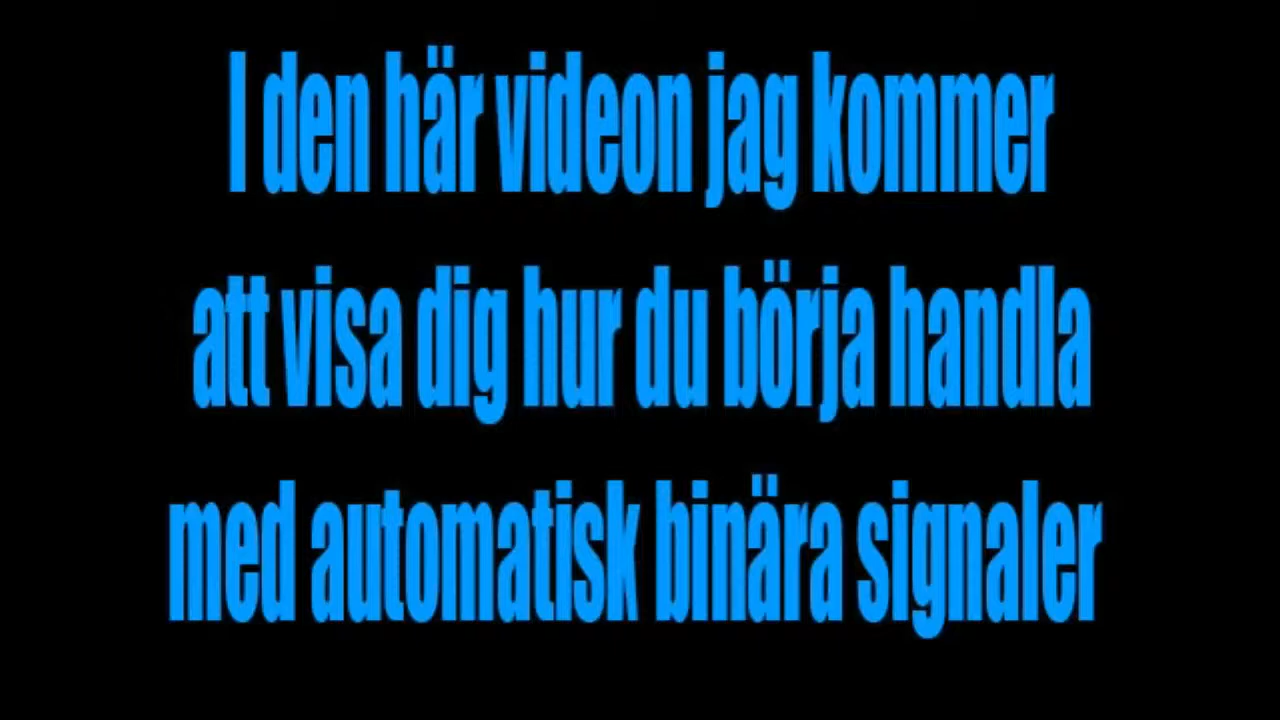 I den här videon jag kommer
att visa dig hur du börja handla
med automatisk binära signaler